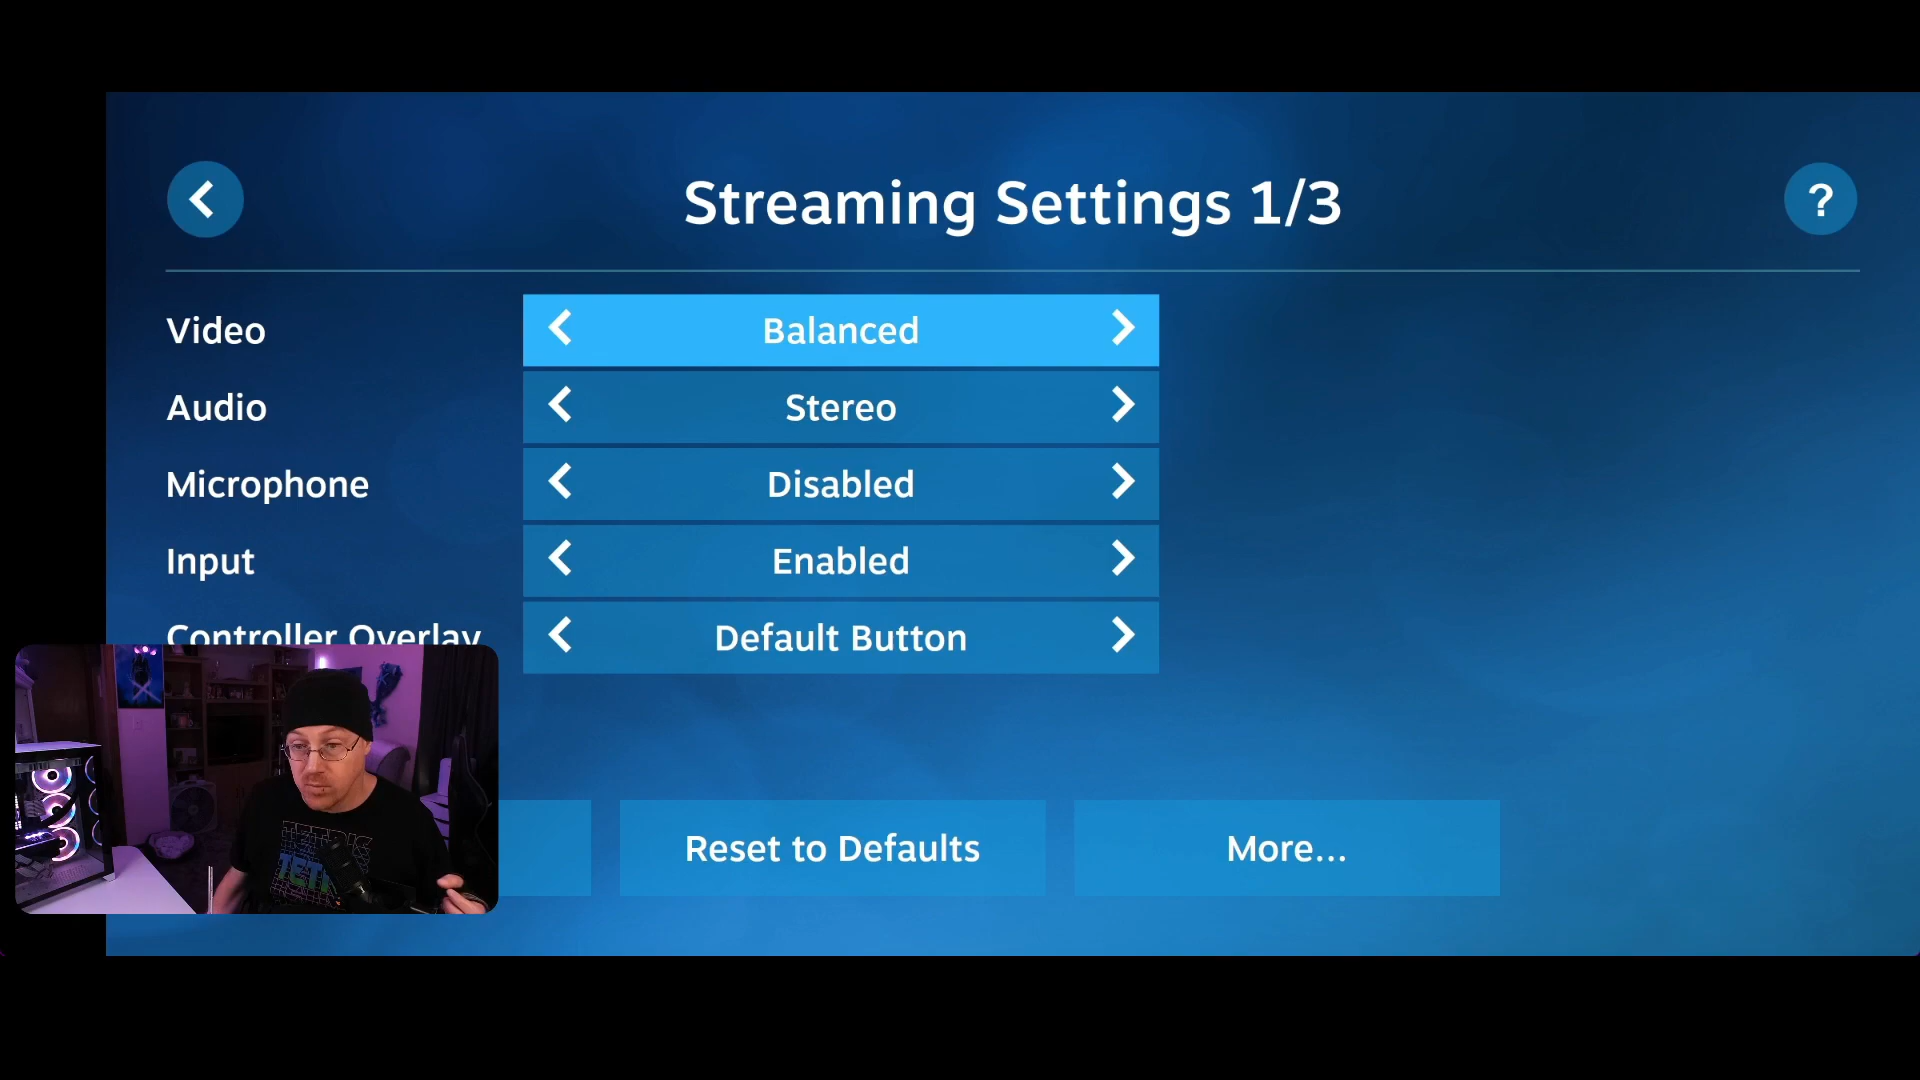 Streaming Settings 1/3
?
Video Balanced
Audio Stereo
Microphone Disabled
Input Enabled
Controller Overlay Default Button
Reset to Defaults
More...